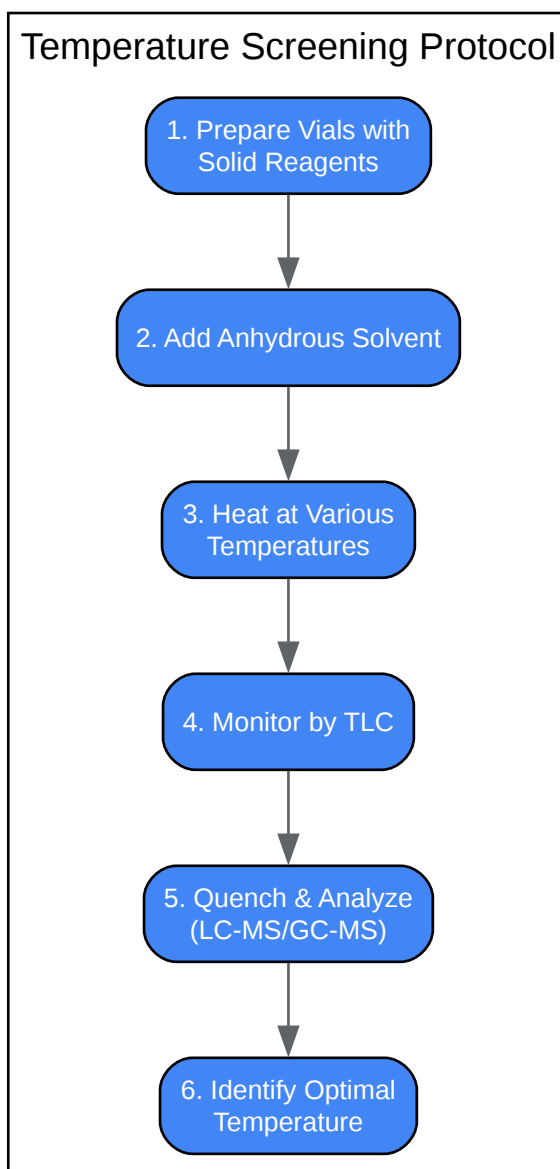 Temperature Screening Protocol
1. Prepare Vials with
Solid Reagents
2. Add Anhydrous Solvent
3. Heat at Various
Temperatures
4. Monitor by TLC
5. Quench & Analyze
(LC-MS/GC-MS)
6. Identify Optimal
Temperature